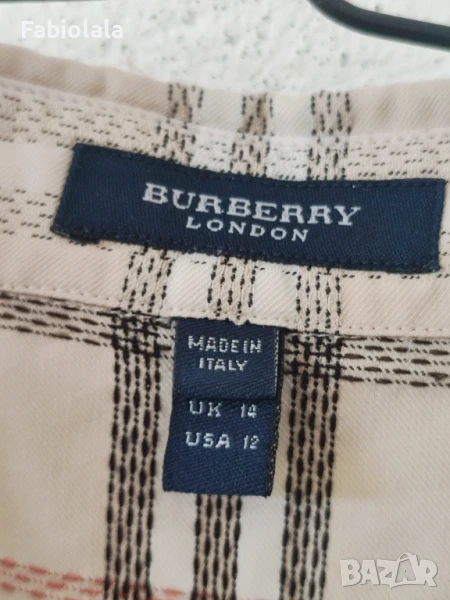 Fabiolala
BURBERRY
LONDON
MADE IN
ITALY
UK 14
USA 12
BAZAR